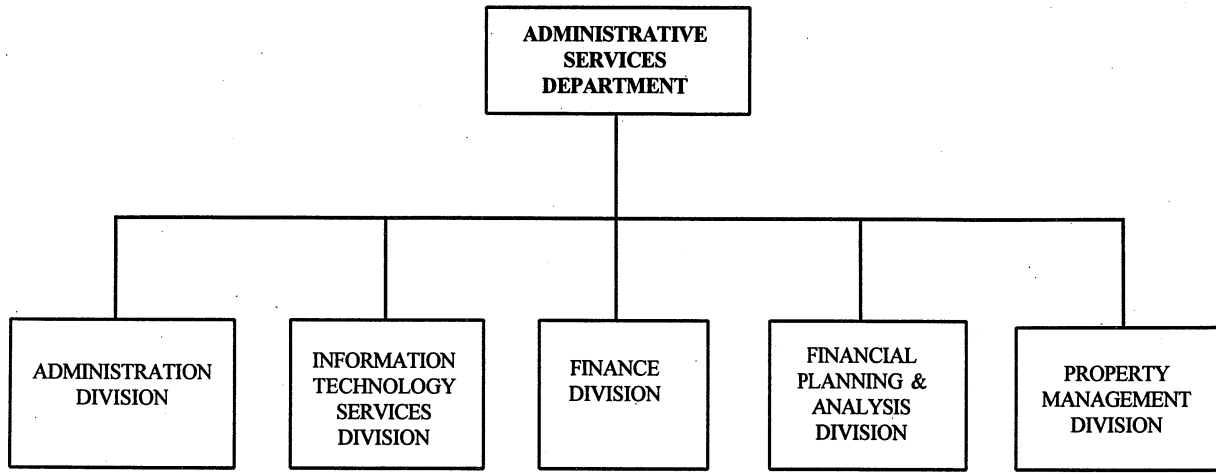 ADMINISTRATIVE
SERVICES
DEPARTMENT
ADMINISTRATION
DIVISION
INFORMATION
TECHNOLOGY
SERVICES
DIVISION
FINANCE
DIVISION
FINANCIAL
PLANNING &
ANALYSIS
DIVISION
PROPERTY
MANAGEMENT
DIVISION